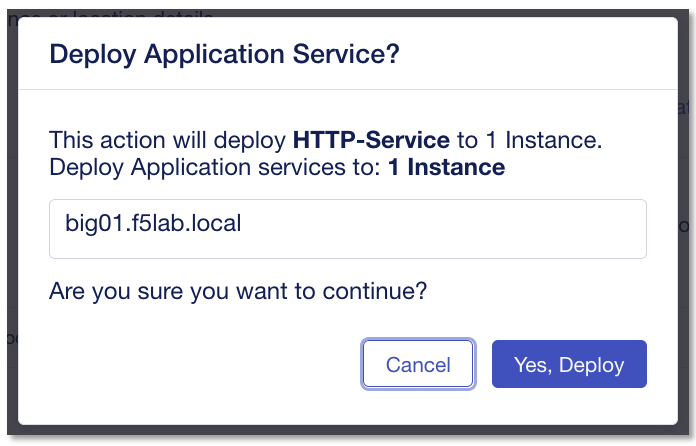 Deploy Application Service?
This action will deploy HTTP-Service to 1 Instance.
Deploy Application services to: 1 Instance
big01.f5lab.local
Are you sure you want to continue?
Cancel
Yes, Deploy